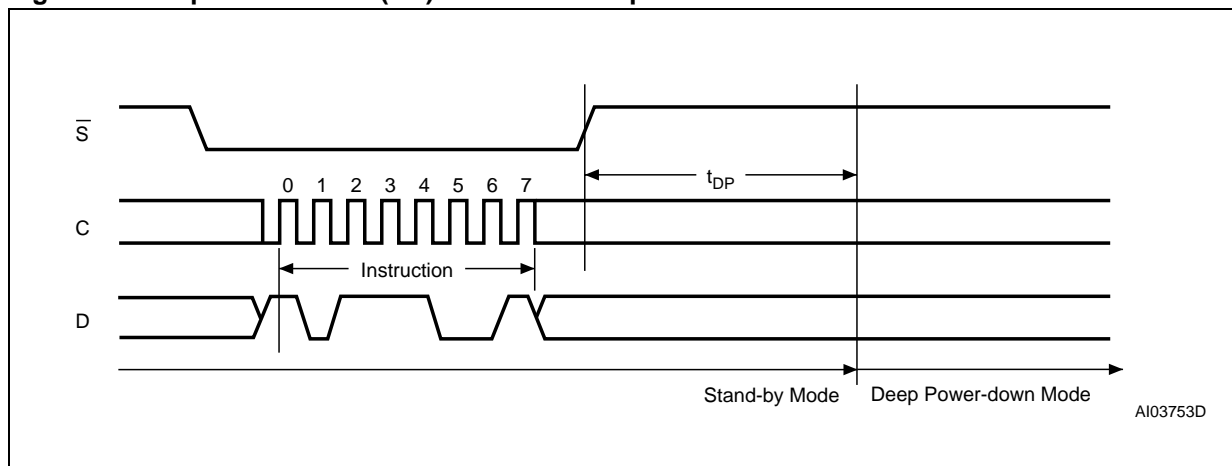 S
0 1 2 3 4 5 6 7
tDP
C
Instruction
D
Stand-by Mode Deep Power-down Mode
AI03753D